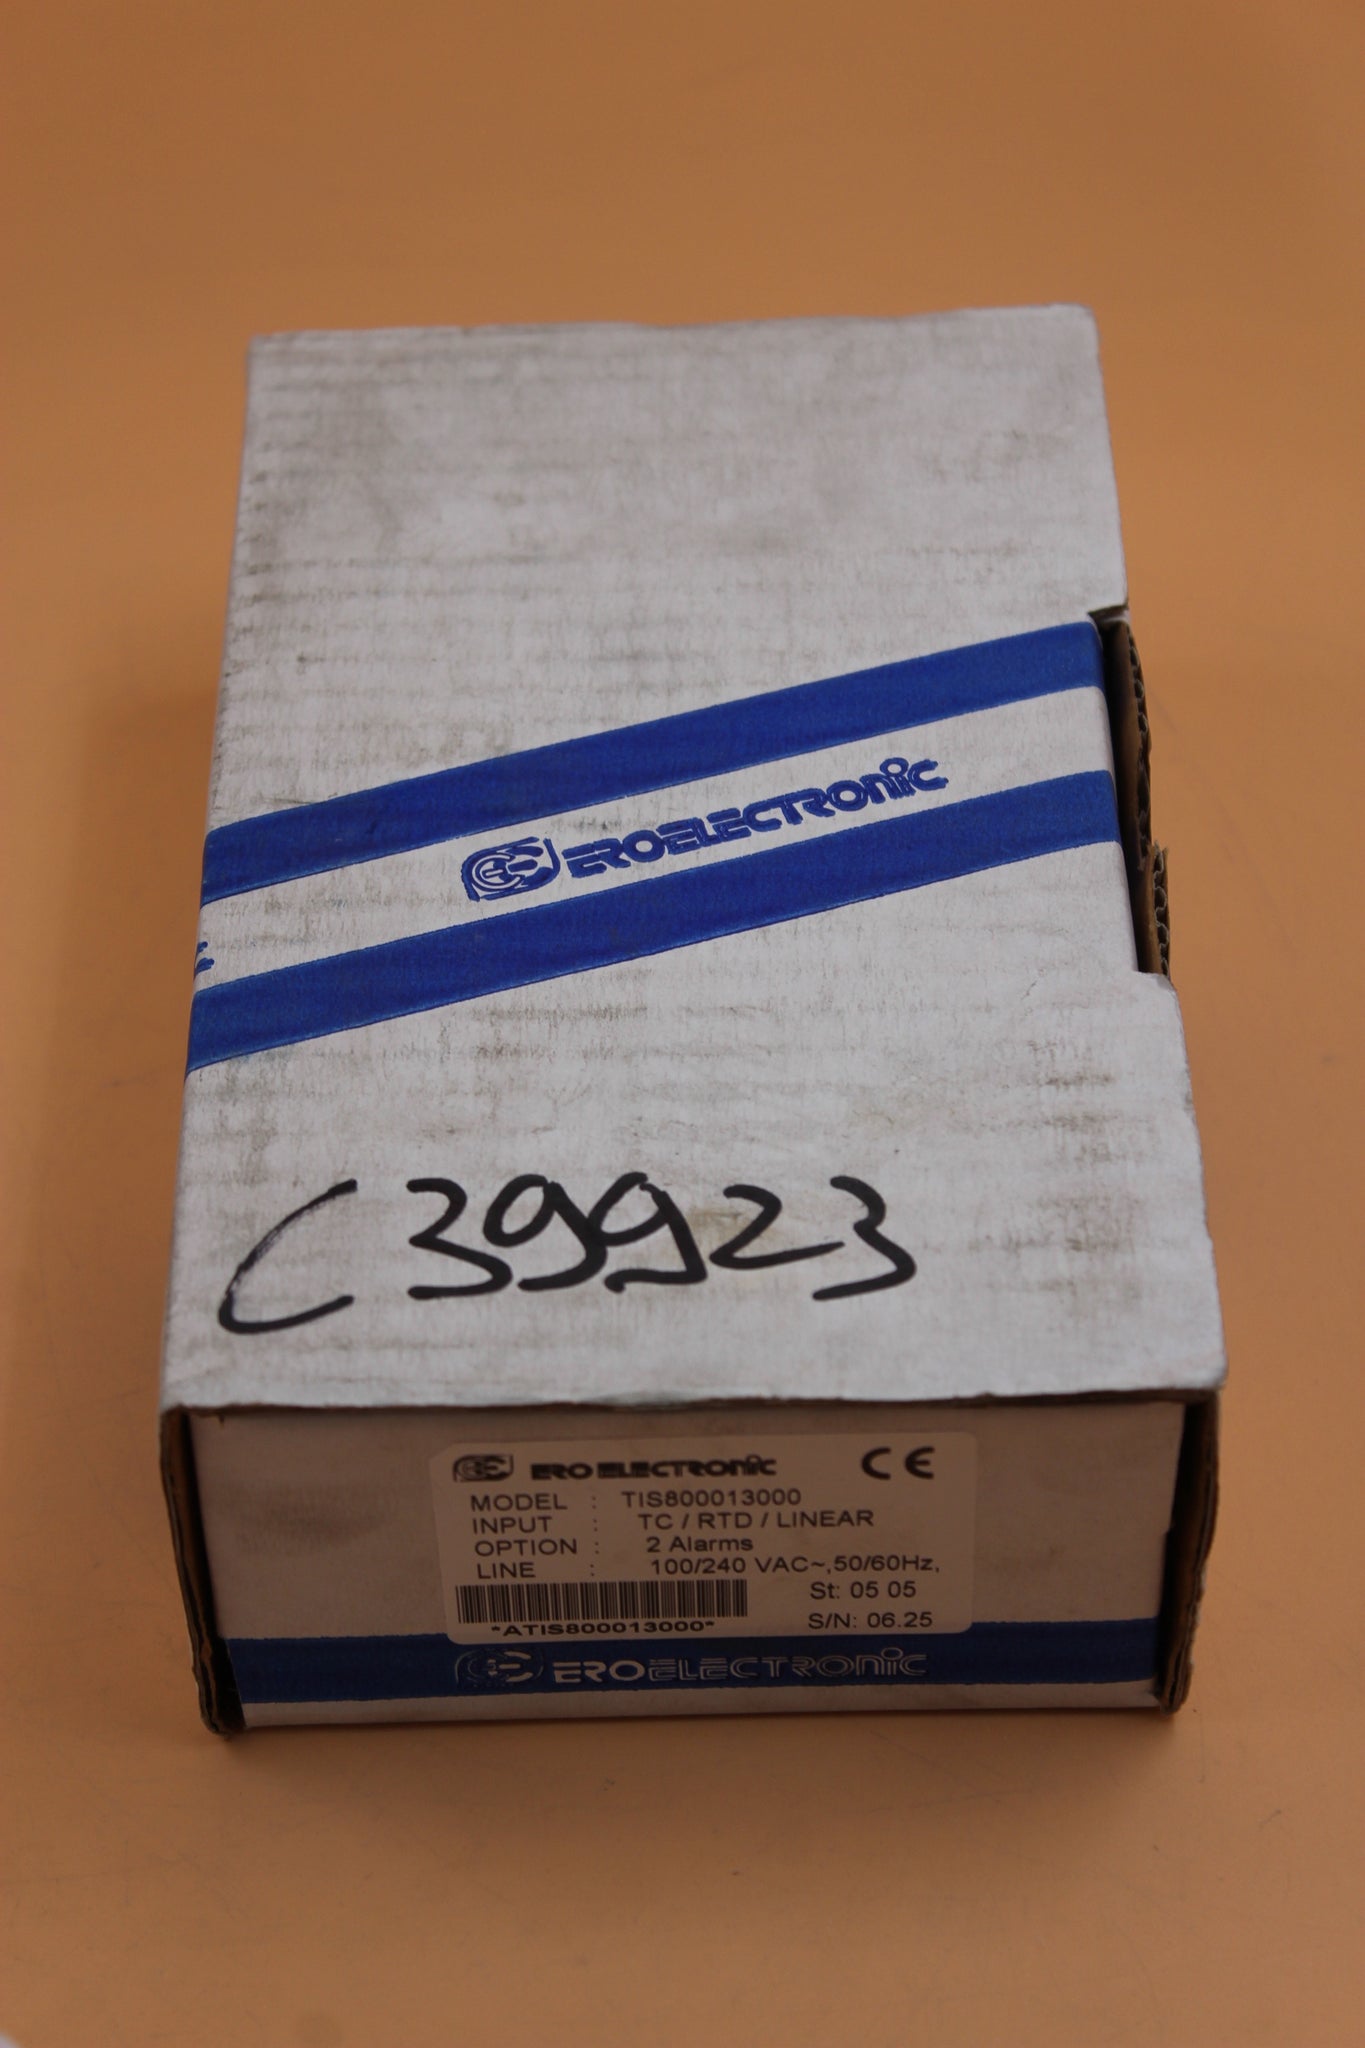 EROELECTRONIC
C39923
ERO ELECTRONIC CE
MODEL : TIS800013000
INPUT : TC / RTD / LINEAR
OPTION : 2 Alarms
LINE : 100/240 VAC~,50/60Hz,
St: 05 05
*ATIS800013000* S/N: 06.25
EROELECTRONIC